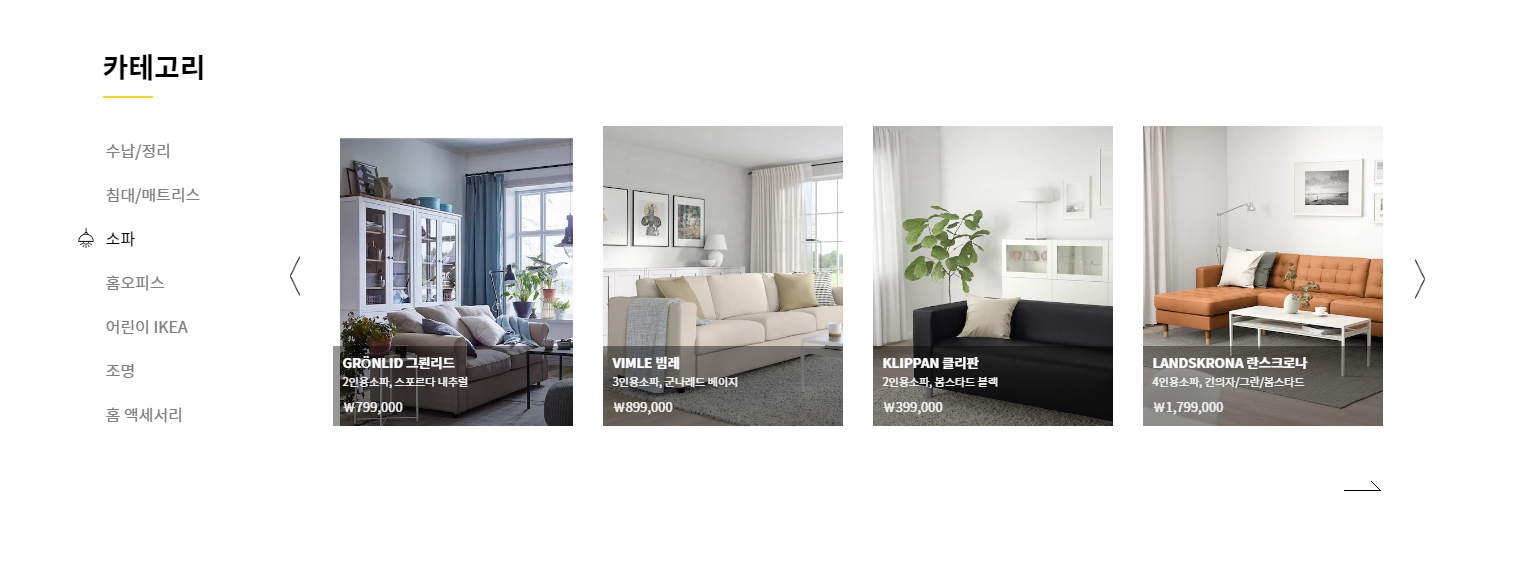 카테고리
수납/정리
침대/매트리스
소파
홈오피스
어린이 IKEA
조명
홈 액세서리
GRÖNLID 그뢴리드
2인용소파, 스포르다 내추럴
₩799,000
VIMLE 빔레
3인용소파, 군나레드 베이지
₩899,000
KLIPPAN 클리판
2인용소파, 봄스타드 블랙
₩399,000
LANDSKRONA 란스크로나
4인용소파, 긴의자/그란/봄스타드
₩1,799,000